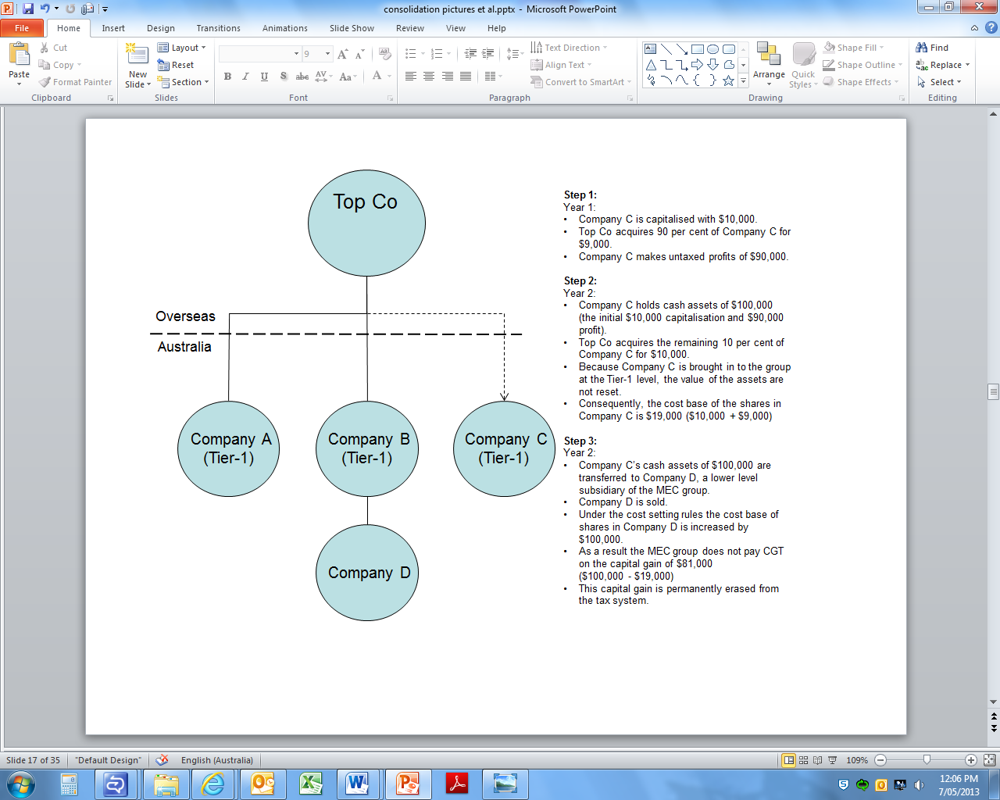 consolidation pictures et al.pptx - Microsoft PowerPoint
File Home Insert Design Transitions Animations Slide Show Review View Help
Paste
Cut
Copy
Format Painter
Clipboard
New
Slide
Layout
Reset
Section
Slides
9
B I U S abc AV Aa A
Font
Text Direction
Align Text
Convert to SmartArt
Paragraph
Arrange
Quick
Styles
Shape Fill
Shape Outline
Shape Effects
Drawing
Find
Replace
Select
Editing
Top Co
Overseas
Australia
Company A
(Tier-1)
Company B
(Tier-1)
Company C
(Tier-1)
Company D
Step 1:
Year 1:
• Company C is capitalised with $10,000.
• Top Co acquires 90 per cent of Company C for
$9,000.
• Company C makes untaxed profits of $90,000.
Step 2:
Year 2:
• Company C holds cash assets of $100,000
(the initial $10,000 capitalisation and $90,000
profit).
• Top Co acquires the remaining 10 per cent of
Company C for $10,000.
• Because Company C is brought in to the group
at the Tier-1 level, the value of the assets are
not reset.
• Consequently, the cost base of the shares in
Company C is $19,000 ($10,000 + $9,000)
Step 3:
Year 2:
• Company C's cash assets of $100,000 are
transferred to Company D, a lower level
subsidiary of the MEC group.
• Company D is sold.
• Under the cost setting rules the cost base of
shares in Company D is increased by
$100,000.
• As a result the MEC group does not pay CGT
on the capital gain of $81,000
($100,000 - $19,000)
• This capital gain is permanently erased from
the tax system.
Slide 17 of 35 "Default Design" English (Australia) 109%
12:06 PM
7/05/2013